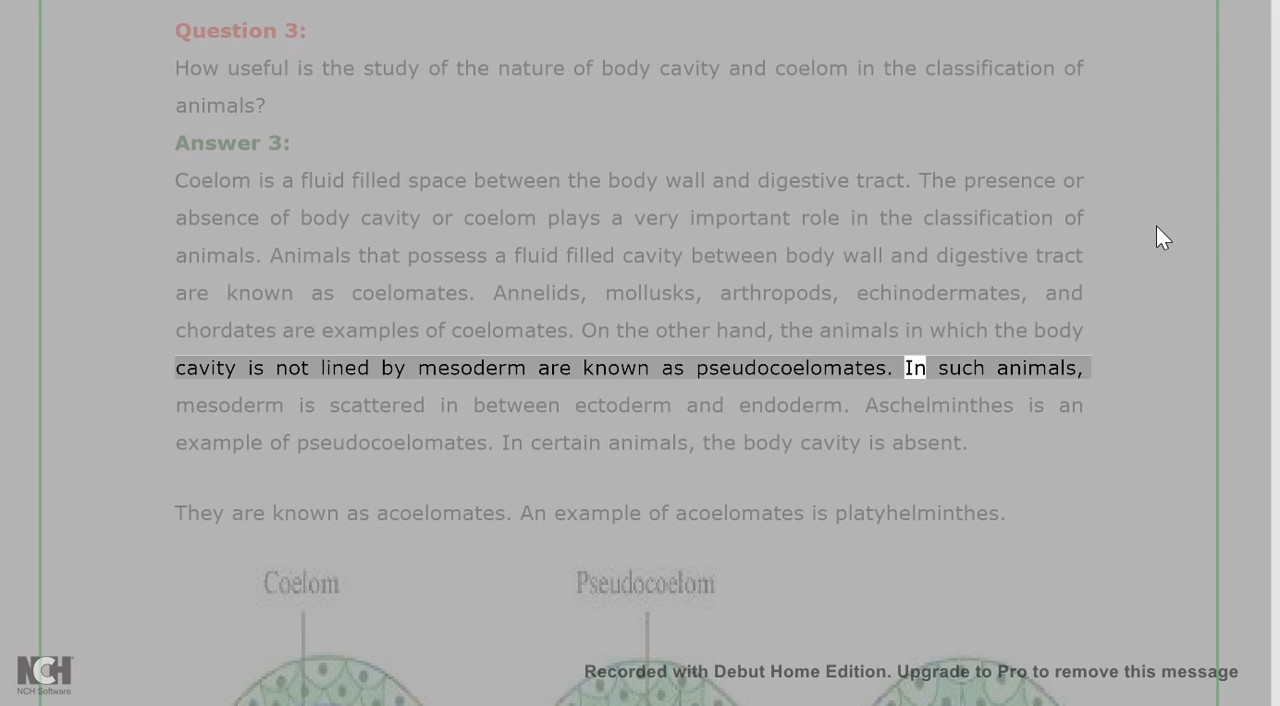 Question 3:
How useful is the study of the nature of body cavity and coelom in the classification of
animals?
Answer 3:
Coelom is a fluid filled space between the body wall and digestive tract. The presence or
absence of body cavity or coelom plays a very important role in the classification of
animals. Animals that possess a fluid filled cavity between body wall and digestive tract
are known as coelomates. Annelids, mollusks, arthropods, echinodermates, and
chordates are examples of coelomates. On the other hand, the animals in which the body
cavity is not lined by mesoderm are known as pseudocoelomates. In such animals,
mesoderm is scattered in between ectoderm and endoderm. Aschelminthes is an
example of pseudocoelomates. In certain animals, the body cavity is absent.
They are known as acoelomates. An example of acoelomates is platyhelminthes.
Coelom Pseudocoelom
NCH
NCH Software
Recorded with Debut Home Edition. Upgrade to Pro to remove this message